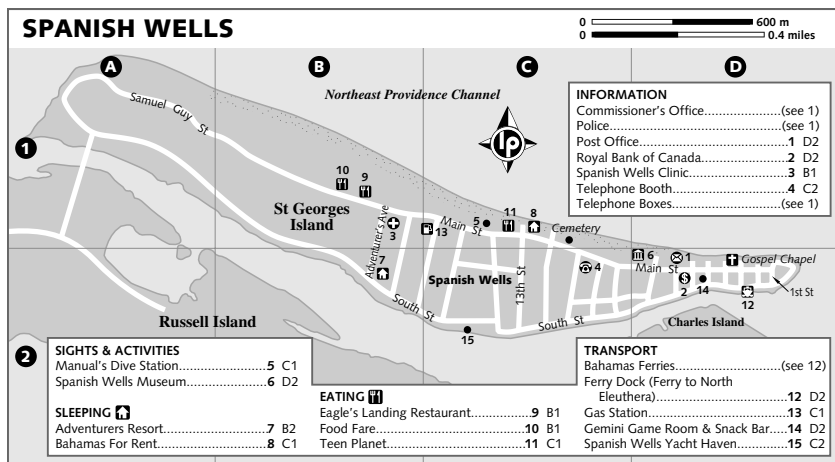 SPANISH WELLS
0 600 m
0 0.4 miles
A
B
C
D
Northeast Providence Channel
Samuel Guy St
lp
1
2
INFORMATION
Commissioner's Office.....................(see 1)
Police.............................................(see 1)
Post Office........................................1 D2
Royal Bank of Canada.......................2 D2
Spanish Wells Clinic...........................3 B1
Telephone Booth...............................4 C2
Telephone Boxes............................(see 1)
10
9
St Georges
Island
Adventurer's Ave
3
13
5
Main St
11
8
Cemetery
7
Spanish Wells
13th St
4
6
Main St
1
Gospel Chapel
2
14
12
1st St
South St
South St
15
Russell Island
Charles Island
SIGHTS & ACTIVITIES
Manual's Dive Station........................5 C1
Spanish Wells Museum......................6 D2
SLEEPING
Adventurers Resort............................7 B2
Bahamas For Rent.............................8 C1
EATING
Eagle's Landing Restaurant................9 B1
Food Fare........................................10 B1
Teen Planet.....................................11 C1
TRANSPORT
Bahamas Ferries............................(see 12)
Ferry Dock (Ferry to North
Eleuthera)....................................12 D2
Gas Station.....................................13 C1
Gemini Game Room & Snack Bar.....14 D2
Spanish Wells Yacht Haven..............15 C2